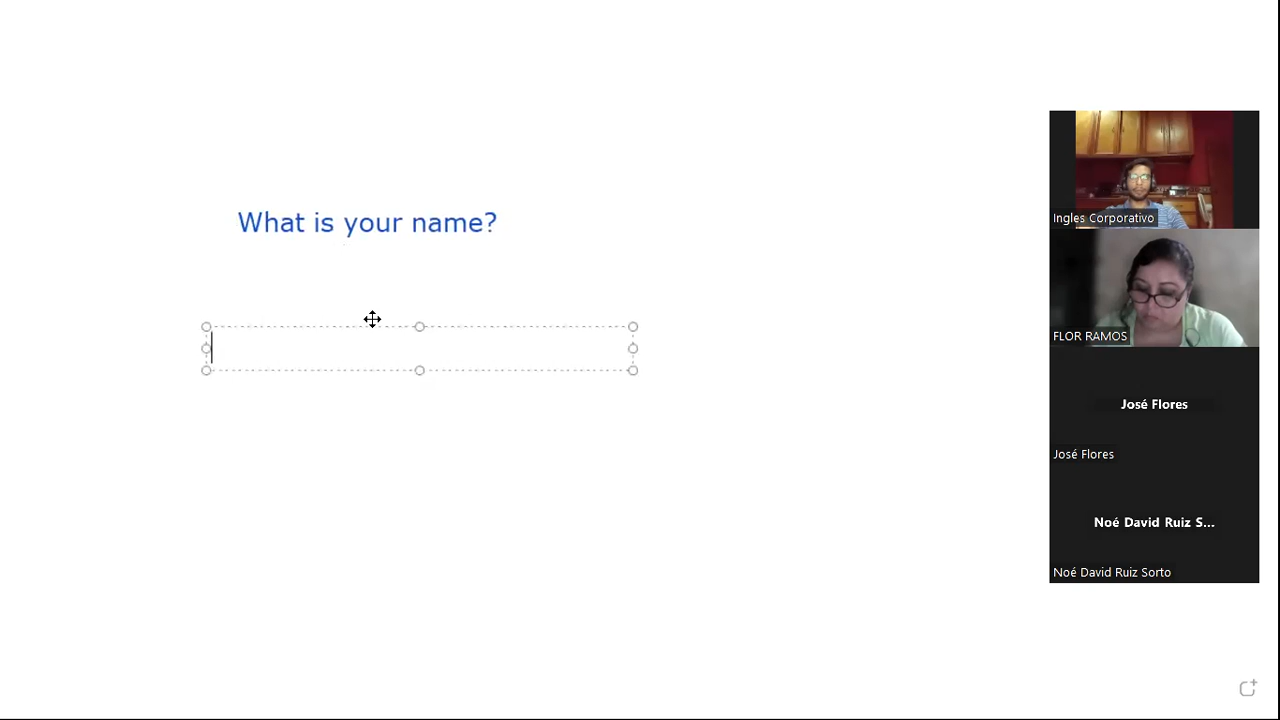 What is your name?
Ingles Corporativo
FLOR RAMOS
José Flores
José Flores
Noé David Ruiz S...
Noé David Ruiz Sorto